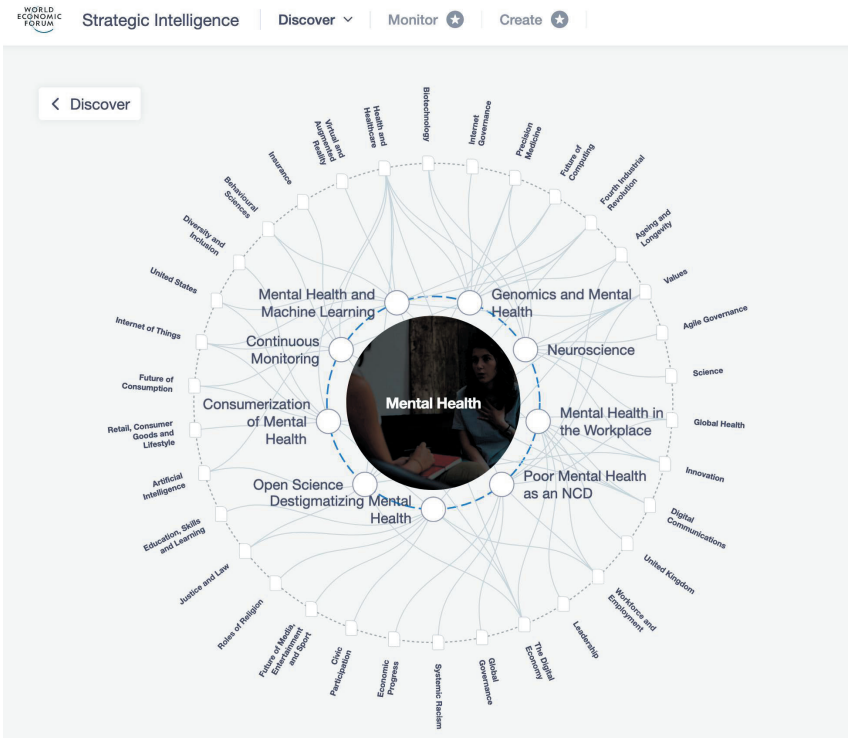 WORLD
ECONOMIC
FORUM
Strategic Intelligence
Discover
Monitor
Create
Discover
Biotechnology
Internet
Governance
Precision
Medicine
Future of
Computing
Fourth Industrial
Revolution
Ageing and
Longevity
Values
Agile Governance
Science
Global Health
Innovation
Digital
Communications
United Kingdom
Workforce and
Employment
Leadership
The Digital
Economy
Global
Governance
Systemic Racism
Economic
Progress
Civic
Participation
Future of Media,
Entertainment
and Sport
Roles of Religion
Justice and Law
Education, Skills
and Learning
Artificial
Intelligence
Retail, Consumer
Goods and
Lifestyle
Future of
Consumption
Internet of Things
United States
Diversity and
Inclusion
Behavioural
Sciences
Insurance
Virtual and
Augmented
Reality
Health and
Healthcare
Mental Health and
Machine Learning
Genomics and Mental
Health
Continuous
Monitoring
Neuroscience
Mental Health
Consumerization
of Mental
Health
Mental Health in
the Workplace
Open Science
Poor Mental Health
as an NCD
Destigmatizing Mental
Health